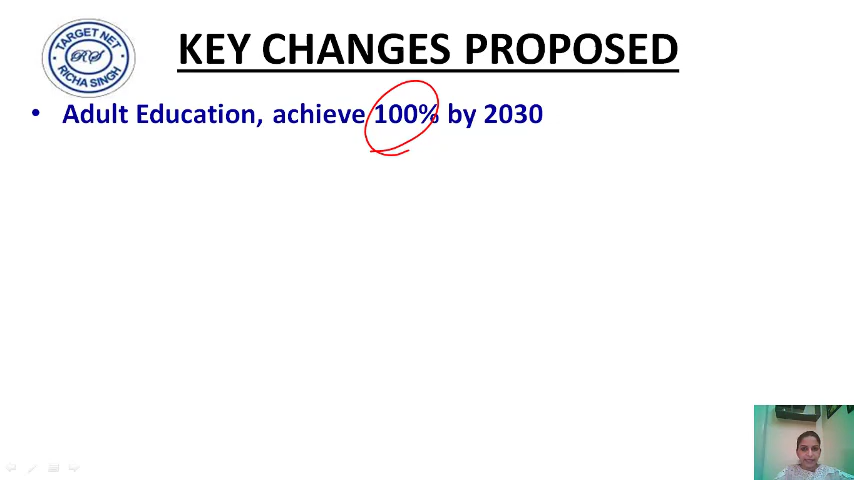 TARGET NET
RS
RICHA SINGH
KEY CHANGES PROPOSED
• Adult Education, achieve 100% by 2030